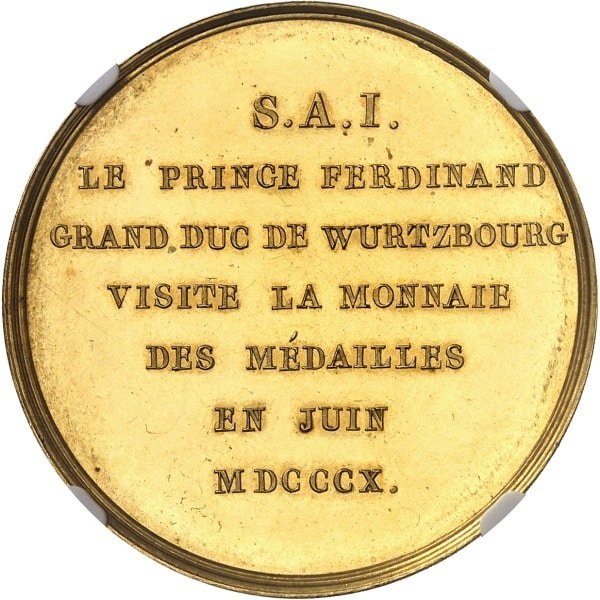 S.A.I.
LE PRINCE FERDINAND
GRAND DUC DE WURTZBOURG
VISITE LA MONNAIE
DES MÉDAILLES
EN JUIN
MDCCCX.